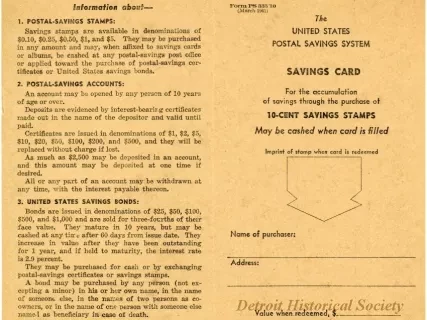 Information about—
1. POSTAL-SAVINGS STAMPS:
Savings stamps are available in denominations of
$0.10, $0.25, $0.50, $1, and $5. They may be purchased
in any amount and may, when affixed to savings cards
or albums, be cashed at any postal-savings post office
or applied toward the purchase of postal-savings cer-
tificates or United States savings bonds.
2. POSTAL-SAVINGS ACCOUNTS:
An account may be opened by any person of 10 years
of age or over.
Deposits are evidenced by interest-bearing certificates
made out in the name of the depositor and valid until
paid.
Certificates are issued in denominations of $1, $2, $5,
$10, $20, $50, $100, $200, and $500, and they will be
replaced without charge if lost.
As much as $2,500 may be deposited in an account,
and this amount may be deposited at one time if
desired.
All or any part of an account may be withdrawn at
any time, with the interest payable thereon.
3. UNITED STATES SAVINGS BONDS:
Bonds are issued in denominations of $25, $50, $100,
$500, and $1,000 and are sold for three-fourths of their
face value. They mature in 10 years, but may be
cashed at any time after 60 days from issue date. They
increase in value after they have been outstanding
for 1 year, and if held to maturity, the interest rate
is 2.9 percent.
They may be purchased for cash or by exchanging
postal-savings certificates or savings stamps.
A bond may be purchased by any person (not ex-
cepting a minor) in his or her own name, in the name
of someone else, in the names of two persons as co-
owners, or in the name of one person with someone else
named as beneficiary in case of death.
Form PS
The
UNITED STATES
POSTAL SAVINGS SYSTEM
SAVINGS CARD
For the accumulation
of savings through the purchase of
10-CENT SAVINGS STAMPS
May be cashed when card is filled
Imprint of stamp when card is redeemed
Name of purchaser:
Address:
Detroit Historical Society
Value when redeemed, $